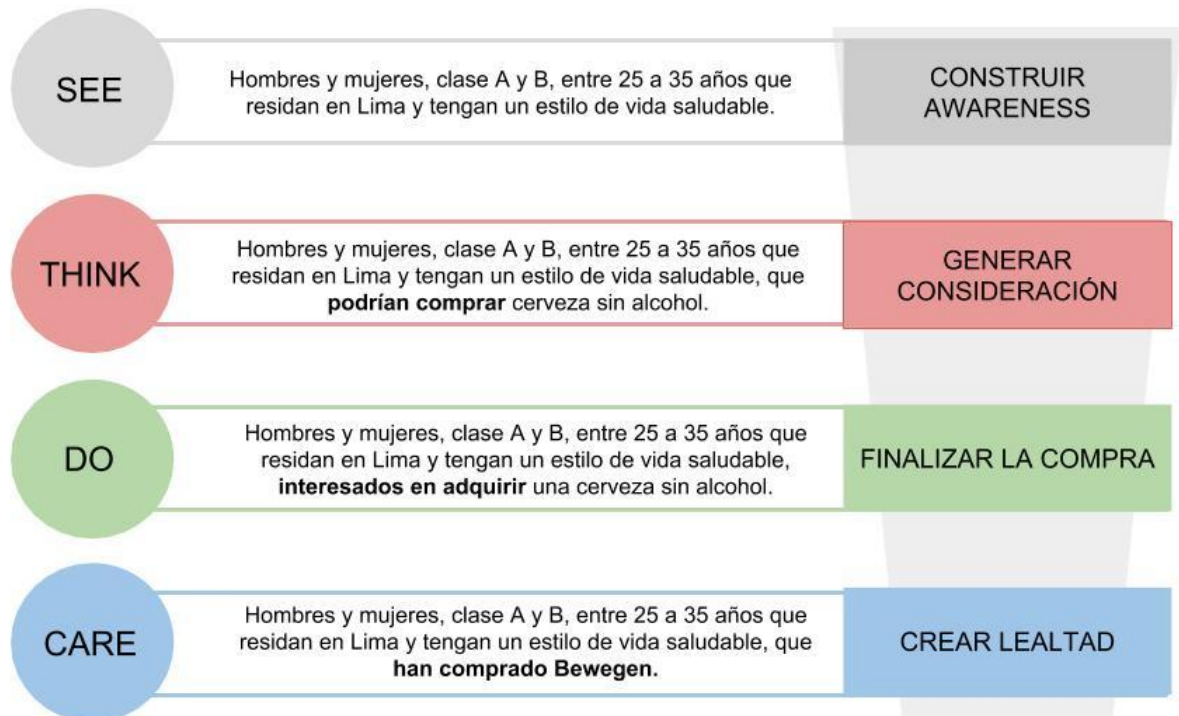 SEE
Hombres y mujeres, clase A y B, entre 25 a 35 años que
residan en Lima y tengan un estilo de vida saludable.
CONSTRUIR
AWARENESS
THINK
Hombres y mujeres, clase A y B, entre 25 a 35 años que
residan en Lima y tengan un estilo de vida saludable, que
podrían comprar cerveza sin alcohol.
GENERAR
CONSIDERACIÓN
DO
Hombres y mujeres, clase A y B, entre 25 a 35 años que
residan en Lima y tengan un estilo de vida saludable,
interesados en adquirir una cerveza sin alcohol.
FINALIZAR LA COMPRA
CARE
Hombres y mujeres, clase A y B, entre 25 a 35 años que
residan en Lima y tengan un estilo de vida saludable, que
han comprado Bewegen.
CREAR LEALTAD